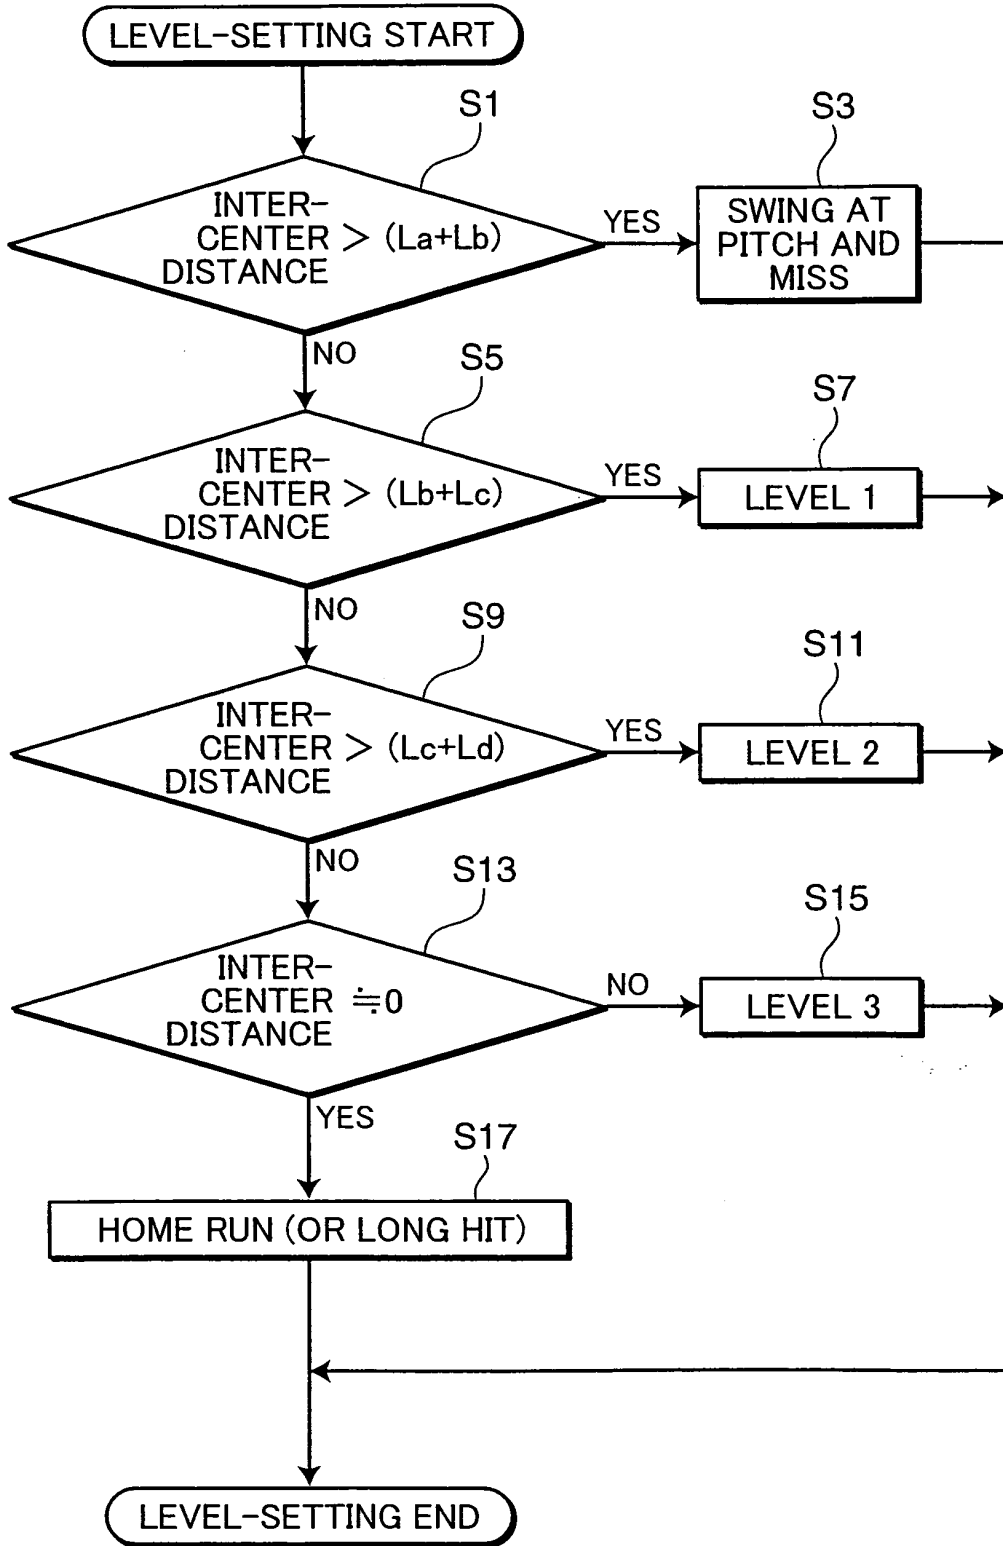 LEVEL-SETTING START
S1
S3
INTER-
CENTER > (La+Lb)
DISTANCE
YES
SWING AT
PITCH AND
MISS
NO
S5
S7
INTER-
CENTER > (Lb+Lc)
DISTANCE
YES
LEVEL 1
NO
S9
S11
INTER-
CENTER > (Lc+Ld)
DISTANCE
YES
LEVEL 2
NO
S13
S15
INTER-
CENTER ≒0
DISTANCE
NO
LEVEL 3
YES
S17
HOME RUN (OR LONG HIT)
LEVEL-SETTING END